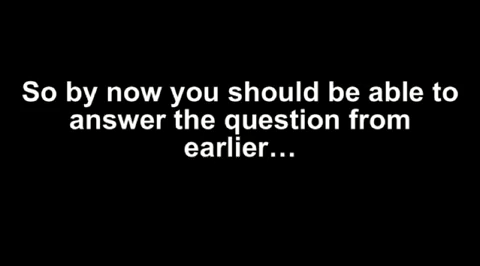 So by now you should be able to
answer the question from
earlier…